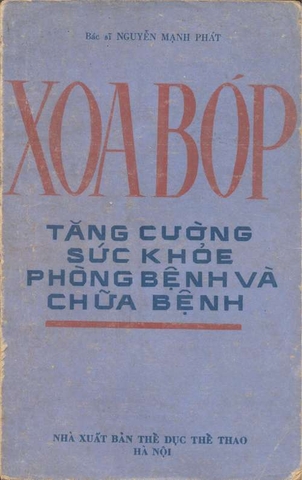 Bác sĩ NGUYỄN MẠNH PHÁT
XOA BÓP
TĂNG CƯỜNG
SỨC KHỎE
PHÒNG BỆNH VÀ
CHỮA BỆNH
NHÀ XUẤT BẢN THỂ DỤC THỂ THAO
HÀ NỘI